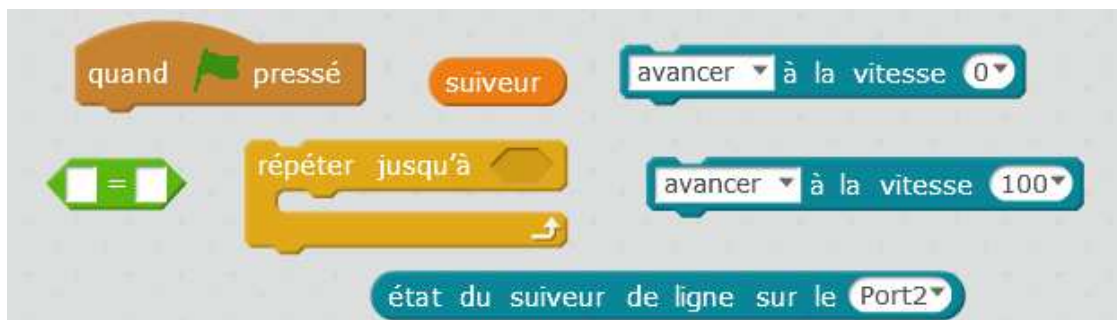 quand pressé
suiveur
avancer à la vitesse 0
=
répéter jusqu'à
avancer à la vitesse 100
état du suiveur de ligne sur le Port2